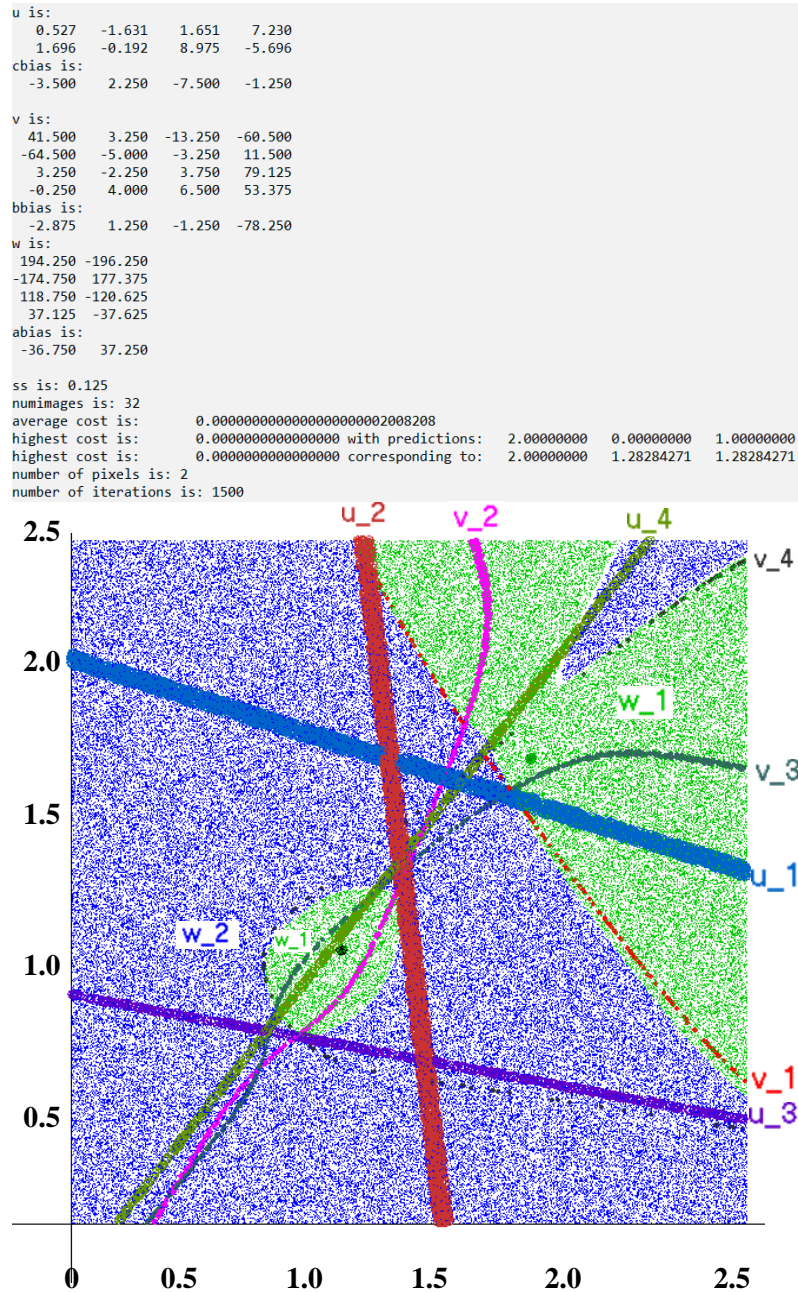 u is:
0.527 -1.631 1.651 7.230
1.696 -0.192 8.975 -5.696
cbias is:
-3.500 2.250 -7.500 -1.250
v is:
41.500 3.250 -13.250 -60.500
-64.500 -5.000 -3.250 11.500
3.250 -2.250 3.750 79.125
-0.250 4.000 6.500 53.375
bbias is:
-2.875 1.250 -1.250 -78.250
w is:
194.250 -196.250
-174.750 177.375
118.750 -120.625
37.125 -37.625
abias is:
-36.750 37.250
ss is: 0.125
numimages is: 32
average cost is: 0.0000000000000000000002008208
highest cost is: 0.0000000000000000 with predictions: 2.00000000 0.00000000 1.00000000
highest cost is: 0.0000000000000000 corresponding to: 2.00000000 1.28284271 1.28284271
number of pixels is: 2
number of iterations is: 1500
u_2 v_2 u_4
2.5
v_4
2.0
w_1
v_3
1.5
u_1
w_2 w_1
1.0
v_1
0.5 u_3
0 0.5 1.0 1.5 2.0 2.5